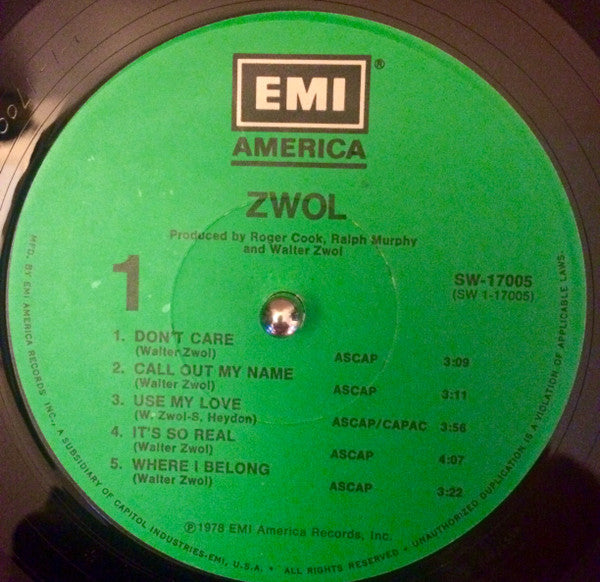 EMI®
AMERICA
ZWOL
Produced by Roger Cook, Ralph Murphy
and Walter Zwol
1
SW-17005
(SW 1-17005)
1. DON'T CARE
(Walter Zwol) ASCAP 3:09
2. CALL OUT MY NAME
(Walter Zwol) ASCAP 3:11
3. USE MY LOVE
(W. Zwol-S. Heydon) ASCAP/CAPAC 3:56
4. IT'S SO REAL
(Walter Zwol) ASCAP 4:07
5. WHERE I BELONG
(Walter Zwol) ASCAP 3:22
℗1978 EMI America Records, Inc.
MFD. BY EMI AMERICA RECORDS INC., A SUBSIDIARY OF CAPITOL INDUSTRIES-EMI, U.S.A. • ALL RIGHTS RESERVED • UNAUTHORIZED DUPLICATION IS A VIOLATION OF APPLICABLE LAWS.